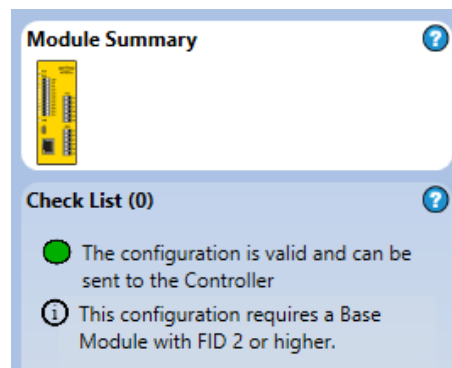 Module Summary
Check List (0)
The configuration is valid and can be
sent to the Controller
This configuration requires a Base
Module with FID 2 or higher.